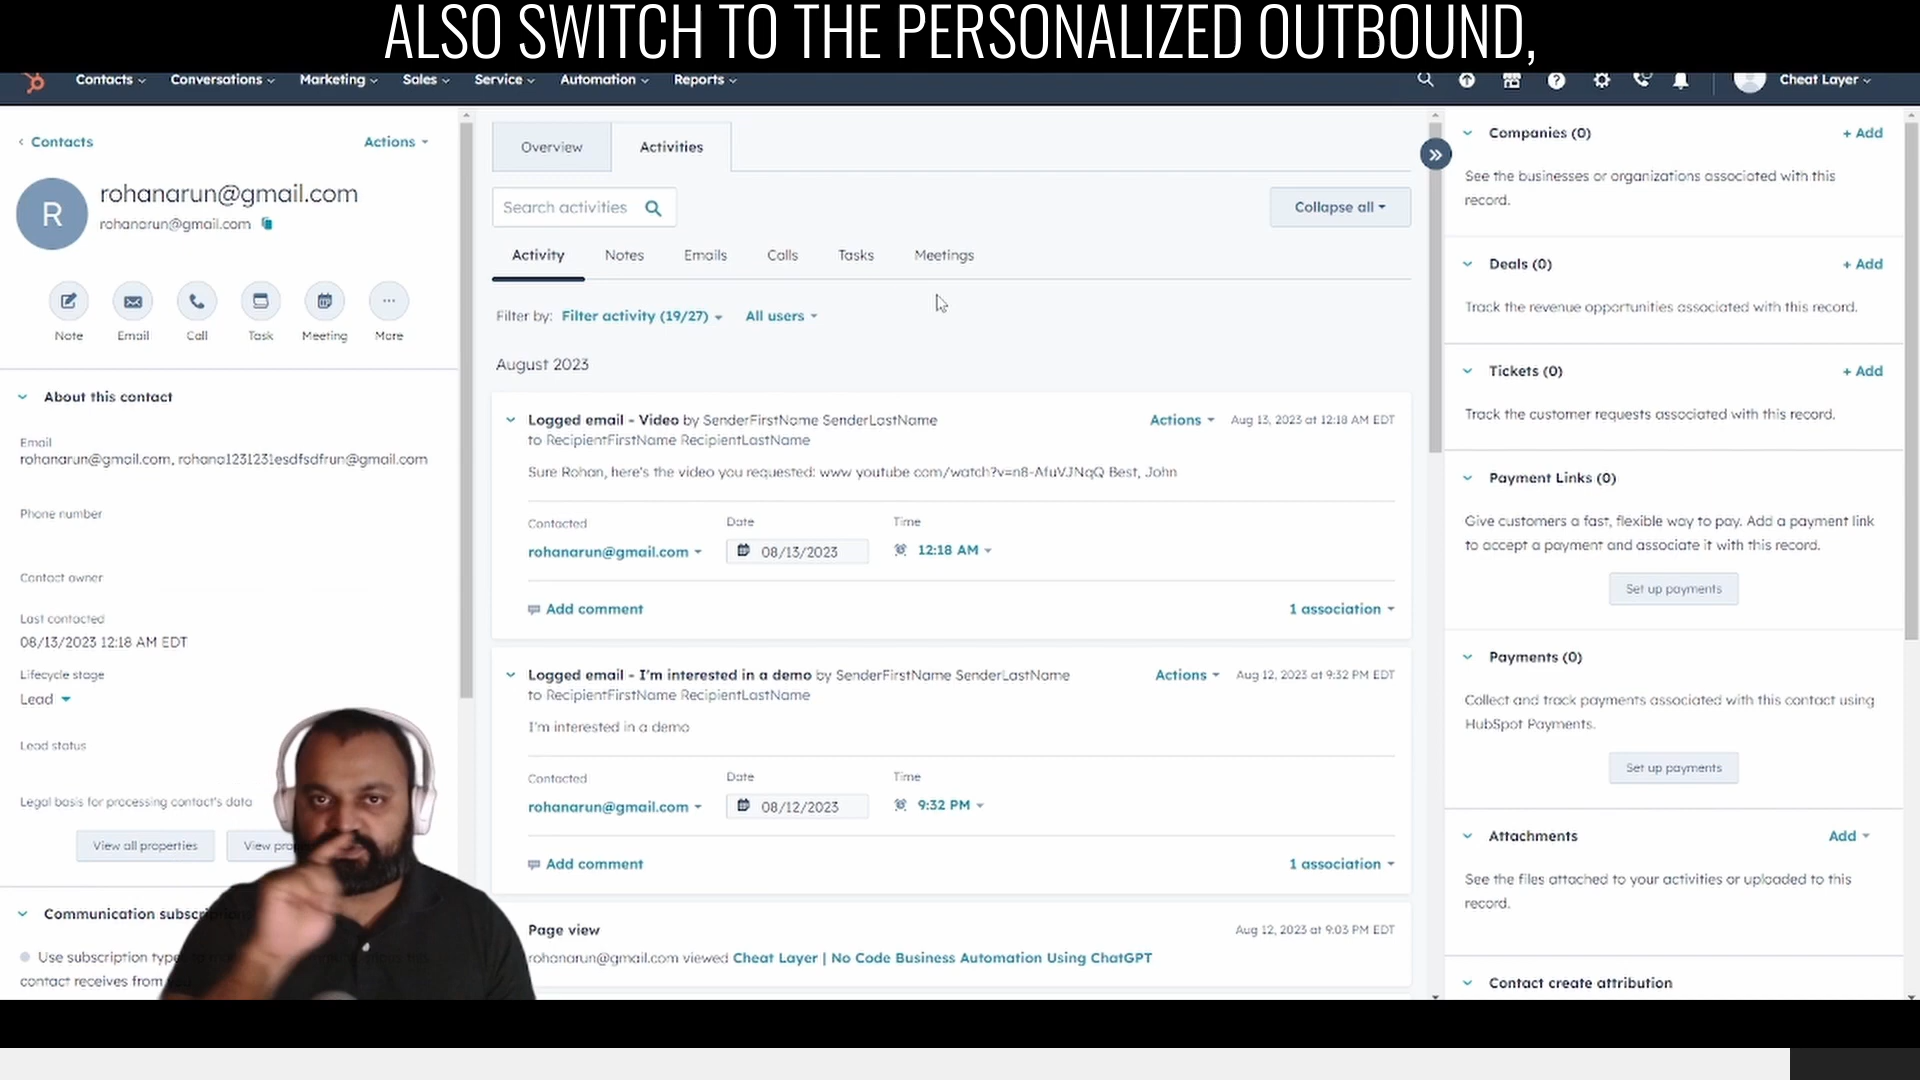 ALSO SWITCH TO THE PERSONALIZED OUTBOUND,
Contacts
Conversations
Marketing
Sales
Service
Automation
Reports
Cheat Layer
Contacts
Actions
R
rohanarun@gmail.com
rohanarun@gmail.com
Note
Email
Call
Task
Meeting
More
About this contact
Email
rohanarun@gmail.com, rohana1231231esdfsdfrun@gmail.com
Phone number
Contact owner
Last contacted
08/13/2023 12:18 AM EDT
Lifecycle stage
Lead
Lead status
Legal basis for processing contact's data
View all properties
View
Communication
Use subscription
contact receives from
Overview
Activities
Search activities
Collapse all
Activity
Notes
Emails
Calls
Tasks
Meetings
Filter by: Filter activity (19/27)
All users
August 2023
Logged email - Video by SenderFirstName SenderLastName
to RecipientFirstName RecipientLastName
Actions
Aug 13, 2023 at 12:18 AM EDT
Sure Rohan, here's the video you requested: www youtube com/watch?v=n8-AfuVJNqQ Best, John
Contacted
Date
Time
rohanarun@gmail.com
08/13/2023
12:18 AM
Add comment
1 association
Logged email - I'm interested in a demo by SenderFirstName SenderLastName
to RecipientFirstName RecipientLastName
Actions
Aug 12, 2023 at 9:32 PM EDT
I'm interested in a demo
Contacted
Date
Time
rohanarun@gmail.com
08/12/2023
9:32 PM
Add comment
1 association
Page view
Aug 12, 2023 at 9:03 PM EDT
rohanarun@gmail.com viewed Cheat Layer | No Code Business Automation Using ChatGPT
Companies (0)
+ Add
See the businesses or organizations associated with this
record.
Deals (0)
+ Add
Track the revenue opportunities associated with this record.
Tickets (0)
+ Add
Track the customer requests associated with this record.
Payment Links (0)
Give customers a fast, flexible way to pay. Add a payment link
to accept a payment and associate it with this record.
Set up payments
Payments (0)
Collect and track payments associated with this contact using
HubSpot Payments.
Set up payments
Attachments
Add
See the files attached to your activities or uploaded to this
record.
Contact create attribution